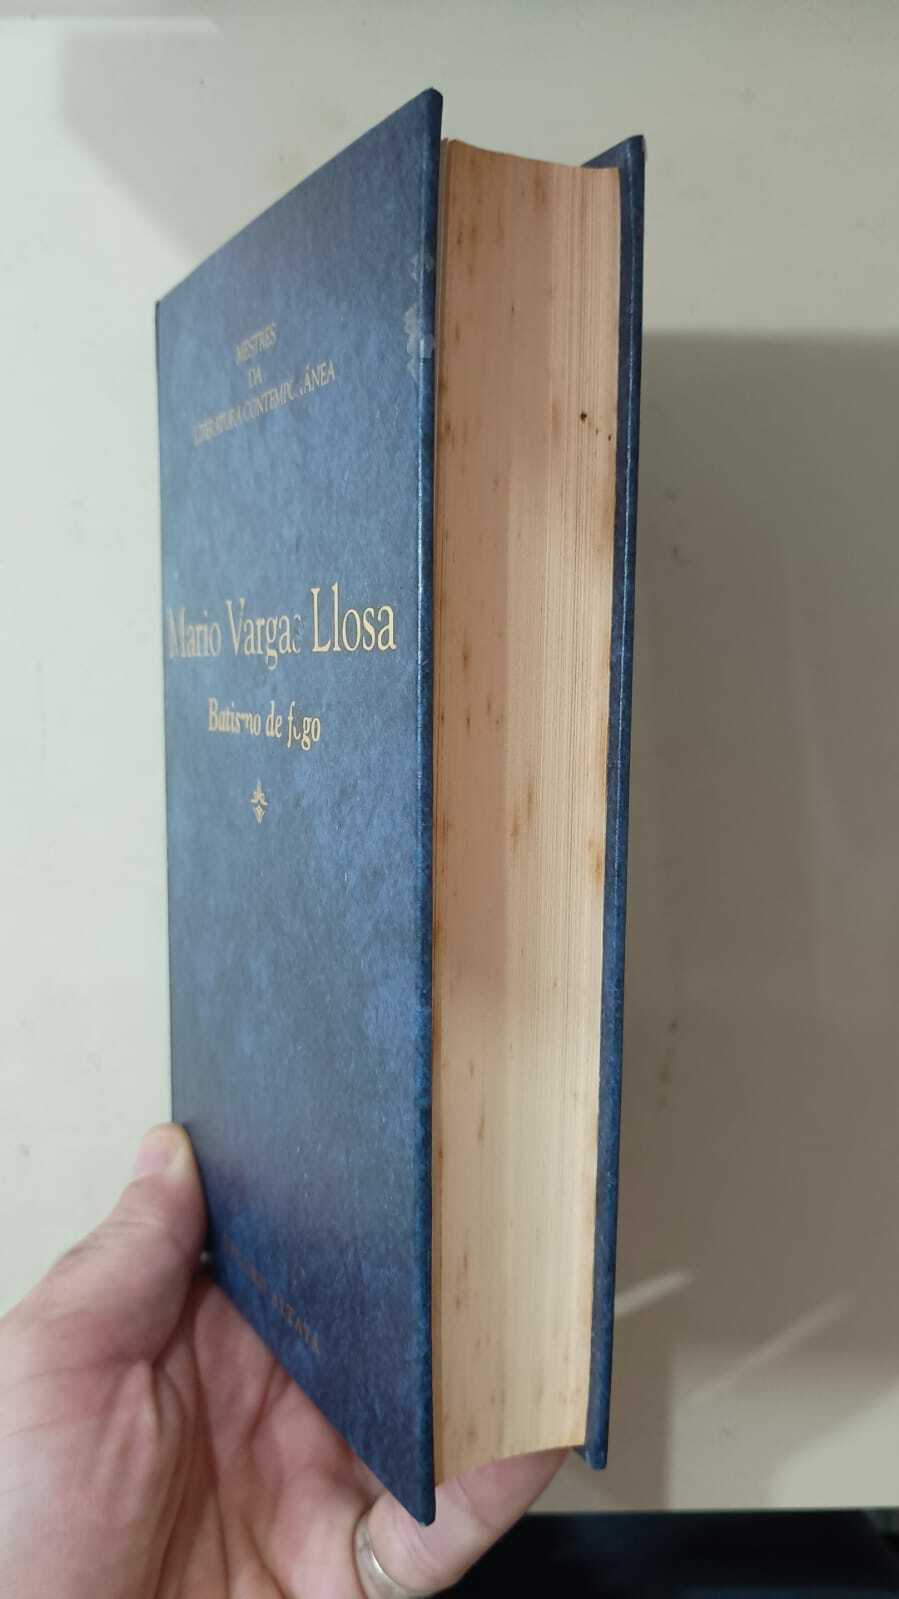 MESTRES
DA
LITERATURA CONTEMPORÂNEA
Mario Vargas Llosa
Batismo de fogo